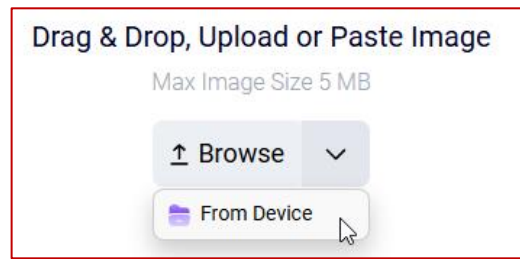 Drag & Drop, Upload or Paste Image
Max Image Size 5 MB
Browse
From Device